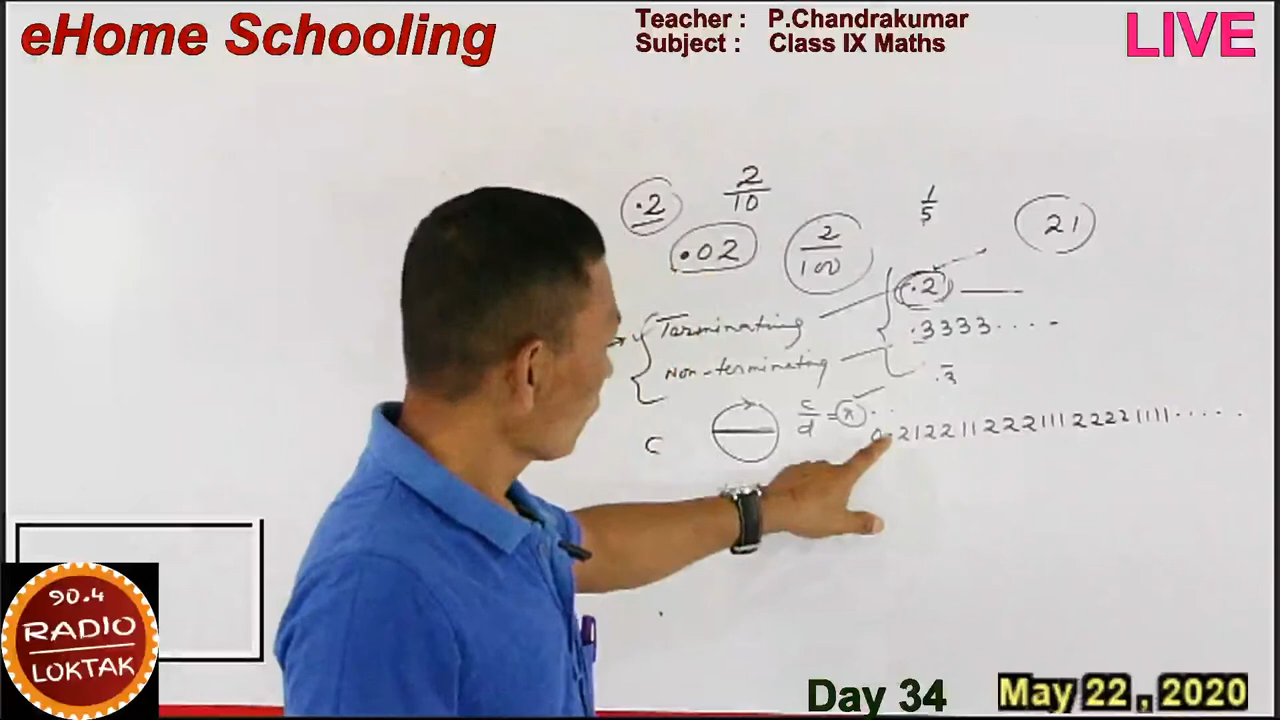 eHome Schooling
Teacher : P.Chandrakumar
Subject : Class IX Maths
LIVE
.2
2/10
1/5
21
.02
2/100
.2
Terminating
.3333....
Non-terminating
.3̅
C
c/d = π
0.21221122211122221111.....
90.4
RADIO
LOKTAK
Day 34
May 22 , 2020